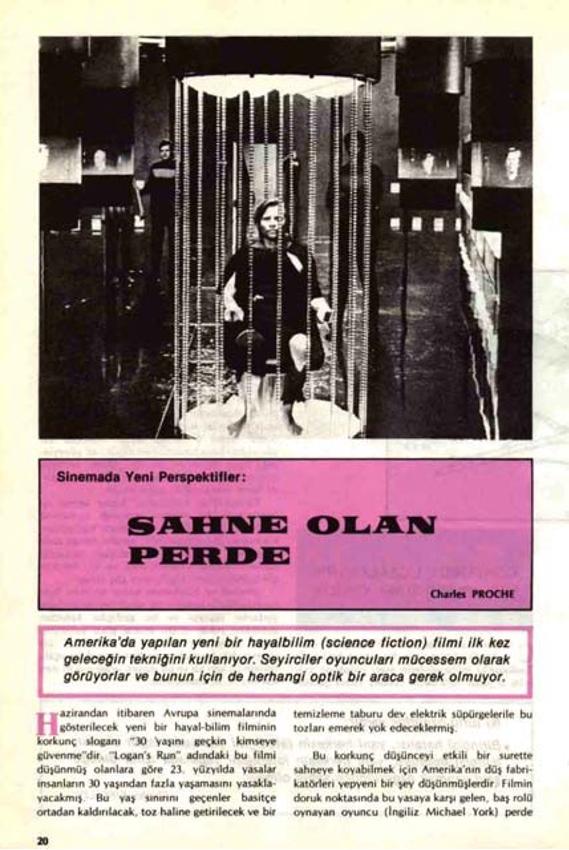 Sinemada Yeni Perspektifler:
SAHNE OLAN
PERDE
Charles PROCHE
Amerika'da yapılan yeni bir hayalbilim (science fiction) filmi ilk kez
geleceğin tekniğini kullanıyor. Seyirciler oyuncuları mücessem olarak
görüyorlar ve bunun için de herhangi optik bir araca gerek olmuyor.
Hazirandan itibaren Avrupa sinemalarında
gösterilecek yeni bir hayal-bilim filminin
korkunç sloganı "30 yaşını geçkin kimseye
güvenme"dir. "Logan's Run" adındaki bu filmi
düşünmüş olanlara göre 23. yüzyılda yasalar
insanların 30 yaşından fazla yaşamasını yasakla-
yacakmış. Bu yaş sınırını geçenler basitçe
ortadan kaldırılacak, toz haline getirilecek ve bir
temizleme taburu dev elektrik süpürgelerile bu
tozları emerek yok edeceklermiş.
Bu korkunç düşünceyi etkili bir surette
sahneye koyabilmek için Amerika'nın düş fabri-
katörleri yepyeni bir şey düşünmüşlerdir. Filmin
doruk noktasında bu yasaya karşı gelen, baş rolü
oynayan oyuncu (İngiliz Michael York) perde
20